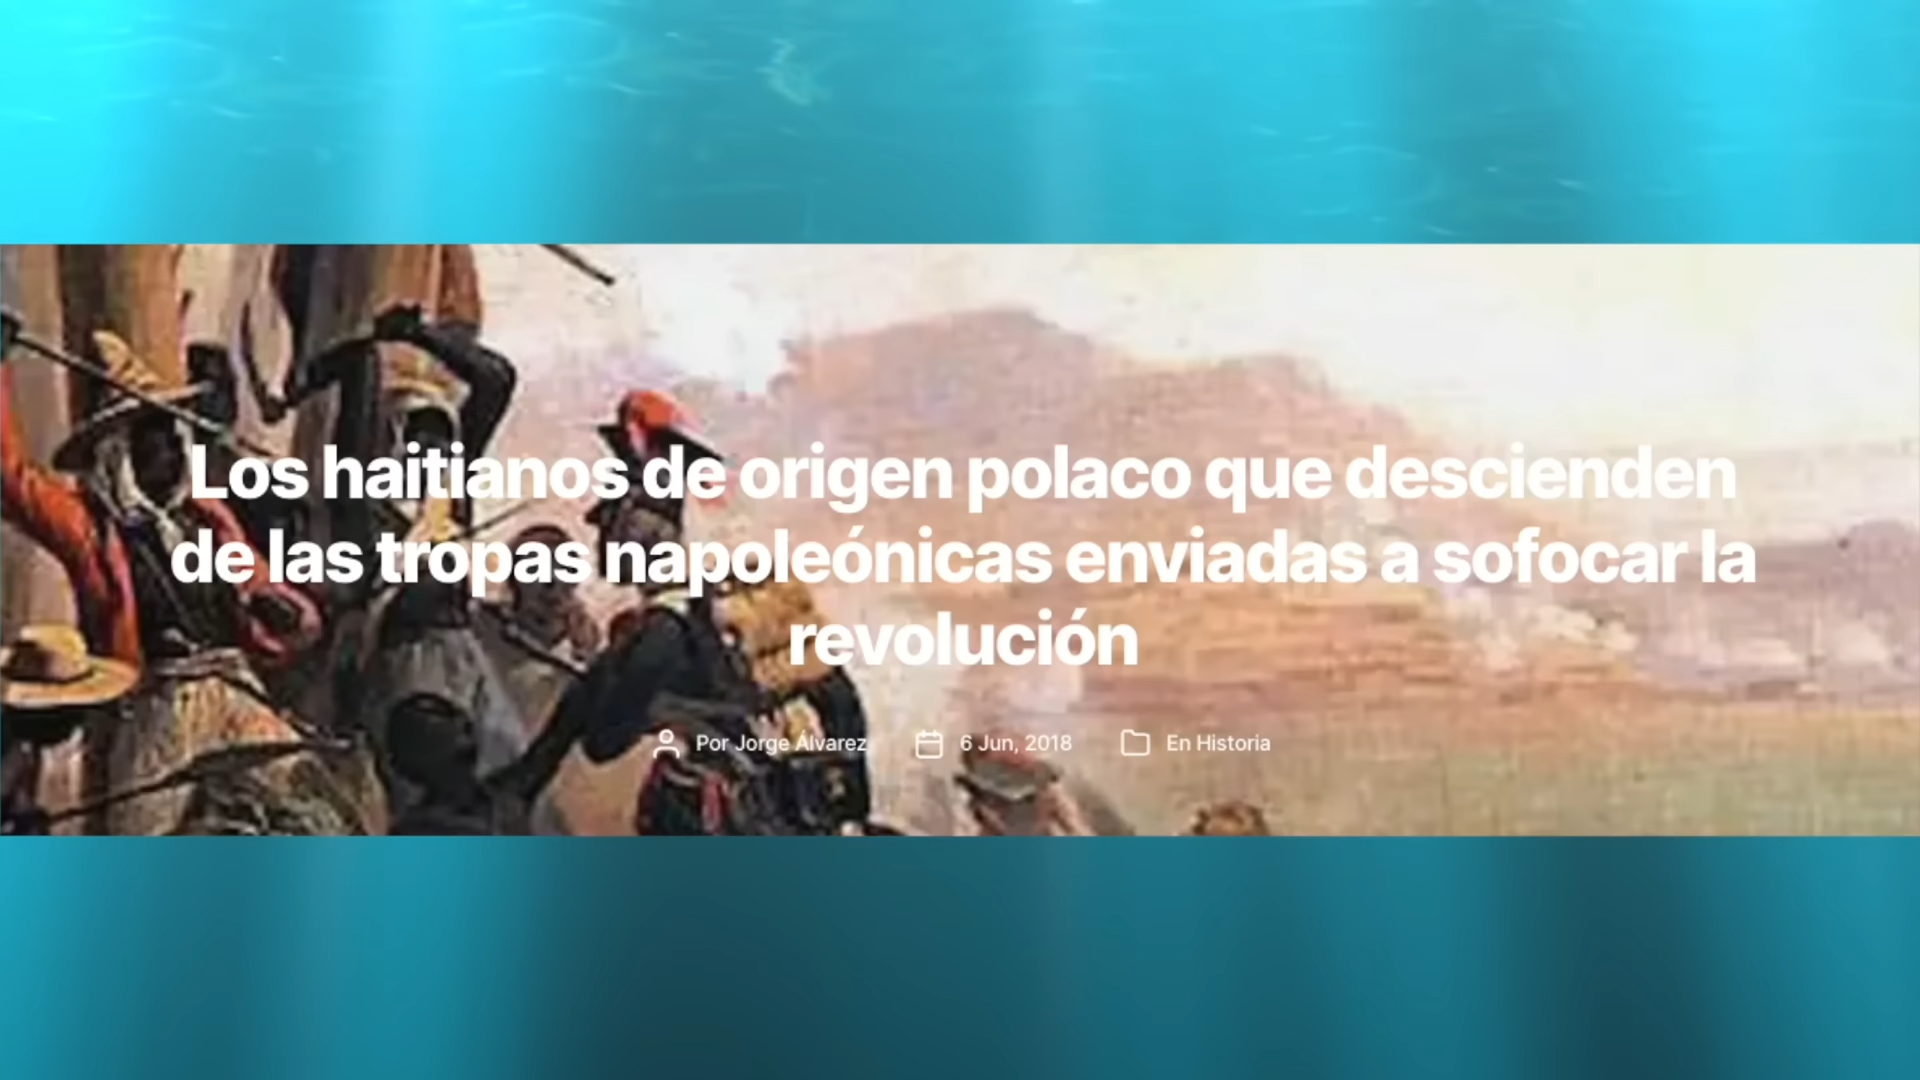 Los haitianos de origen polaco que descienden
de las tropas napoleónicas enviadas a sofocar la
revolución
Por Jorge Álvarez 6 Jun, 2018 En Historia